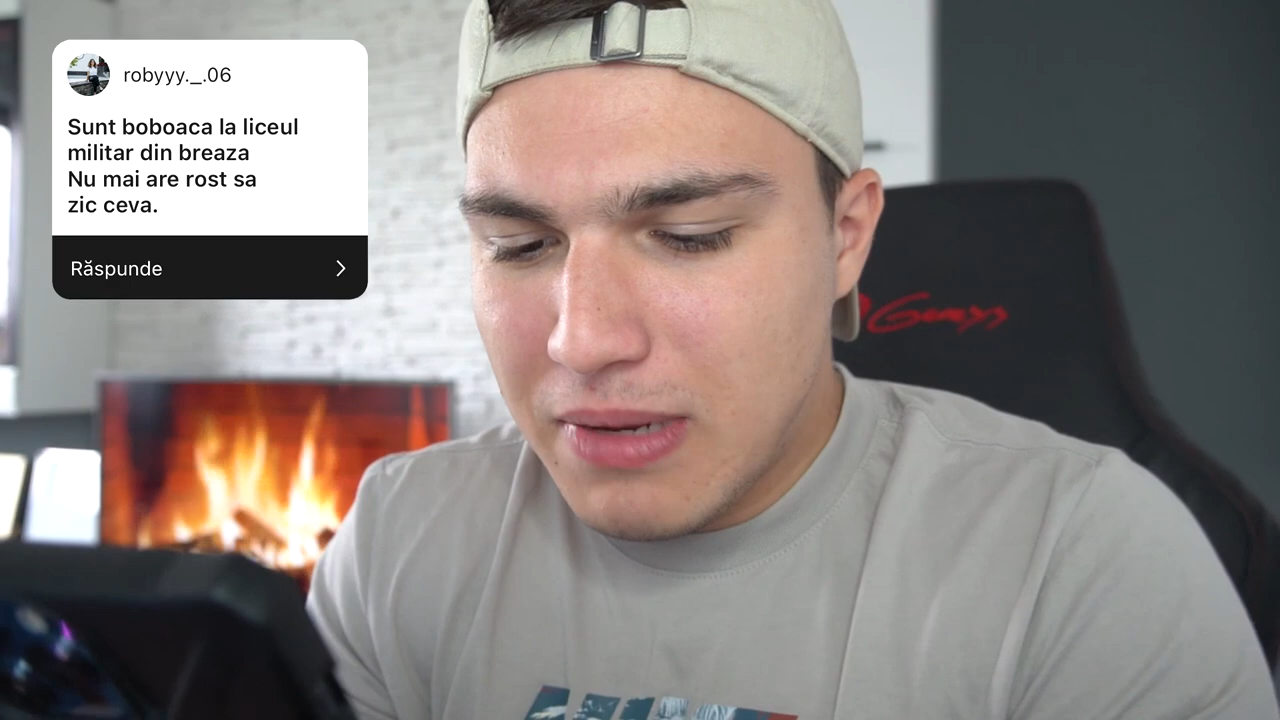 robyyy._.06
Sunt boboaca la liceul
militar din breaza
Nu mai are rost sa
zic ceva.
Răspunde